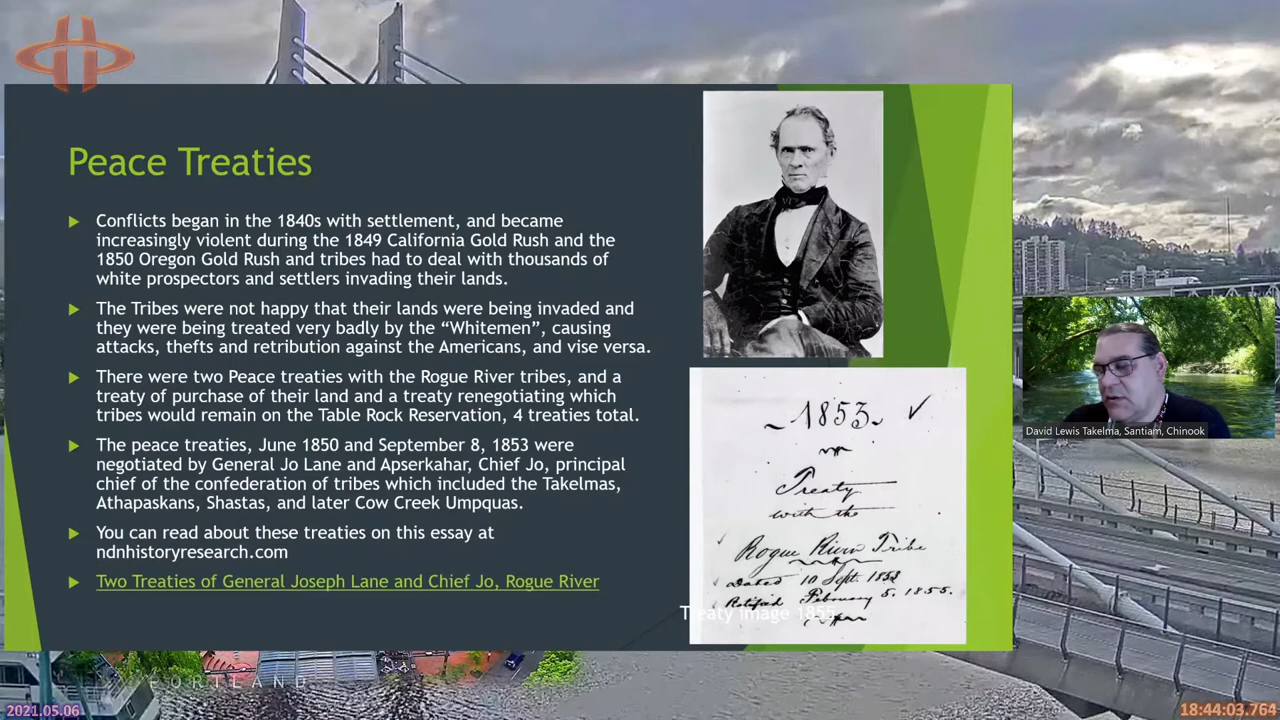 Peace Treaties
Conflicts began in the 1840s with settlement, and became
increasingly violent during the 1849 California Gold Rush and the
1850 Oregon Gold Rush and tribes had to deal with thousands of
white prospectors and settlers invading their lands.
The Tribes were not happy that their lands were being invaded and
they were being treated very badly by the “Whitemen”, causing
attacks, thefts and retribution against the Americans, and vise versa.
There were two Peace treaties with the Rogue River tribes, and a
treaty of purchase of their land and a treaty renegotiating which
tribes would remain on the Table Rock Reservation, 4 treaties total.
The peace treaties, June 1850 and September 8, 1853 were
negotiated by General Jo Lane and Apserkahar, Chief Jo, principal
chief of the confederation of tribes which included the Takelmas,
Athapaskans, Shastas, and later Cow Creek Umpquas.
You can read about these treaties on this essay at
ndnhistoryresearch.com
Two Treaties of General Joseph Lane and Chief Jo, Rogue River
1853
Treaty
with the
Rogue River Tribe
Dated 10 Sept. 1853
Ratified February 5. 1855.
Treaty image 1855
David Lewis Takelma, Santiam, Chinook
2021.05.06
18:44:03.764